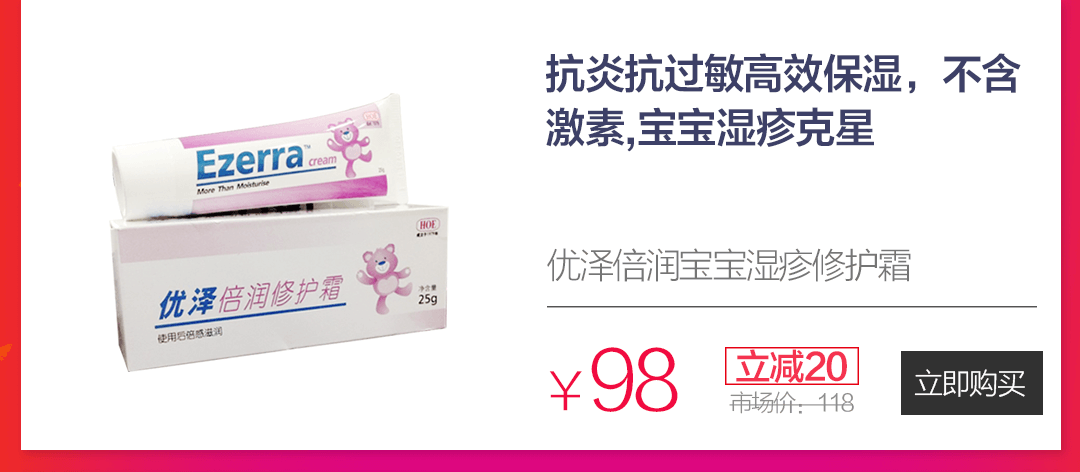 抗炎抗过敏高效保湿，不含
激素,宝宝湿疹克星
优泽倍润宝宝湿疹修护霜
¥98
立减20
市场价：118
立即购买
HOE
Ezerra™
cream
More Than Moisturise
HOE
优泽倍润修护霜
使用后倍感滋润
净含量
25g